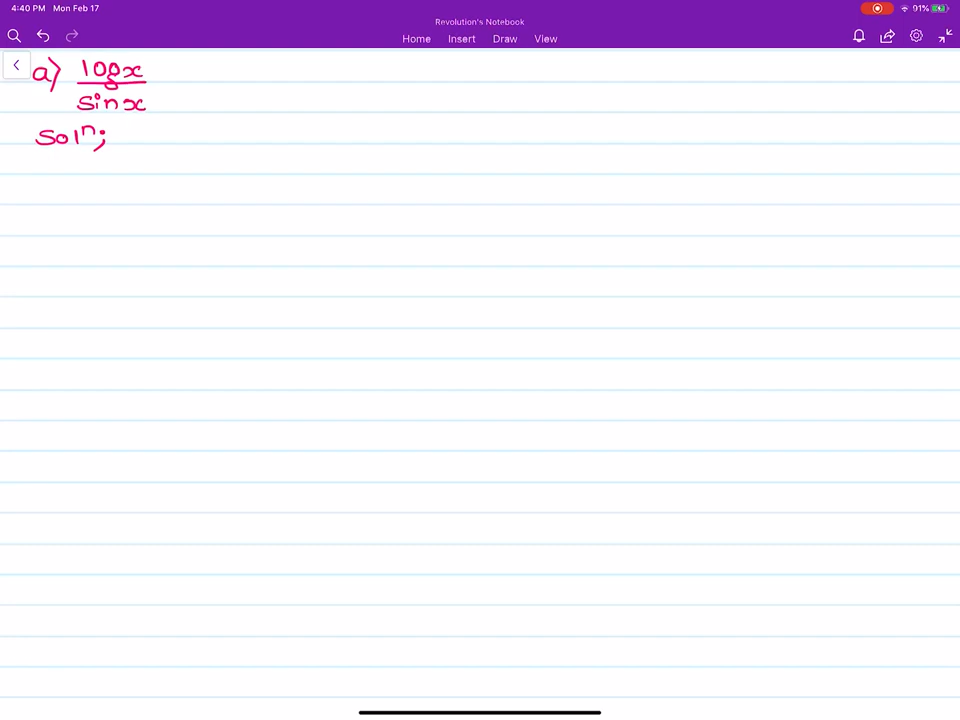 4:40 PM Mon Feb 17
91%
Revolution's Notebook
Home Insert Draw View
a) logx
sinx
Solⁿ;